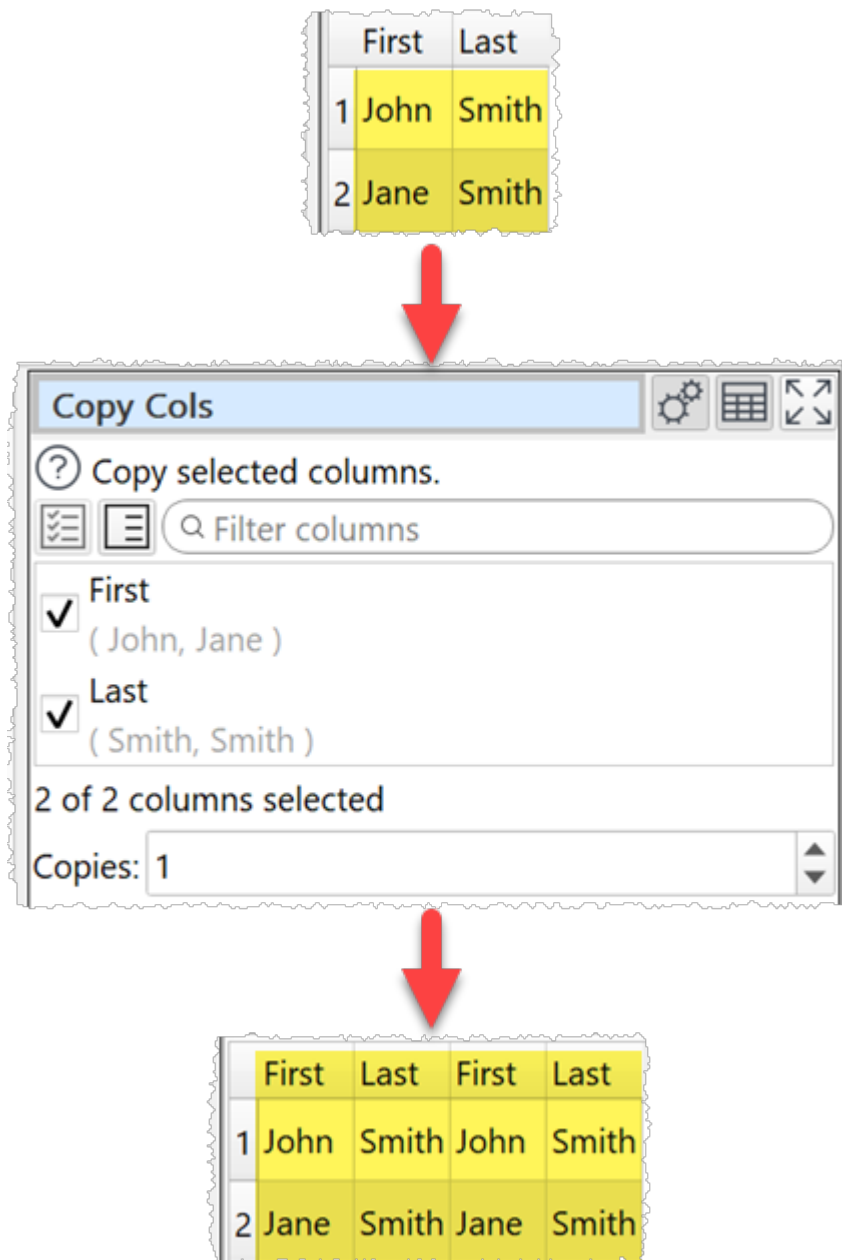 First Last
1 John Smith
2 Jane Smith
Copy Cols
? Copy selected columns.
Filter columns
First
( John, Jane )
Last
( Smith, Smith )
2 of 2 columns selected
Copies: 1
First Last First Last
1 John Smith John Smith
2 Jane Smith Jane Smith